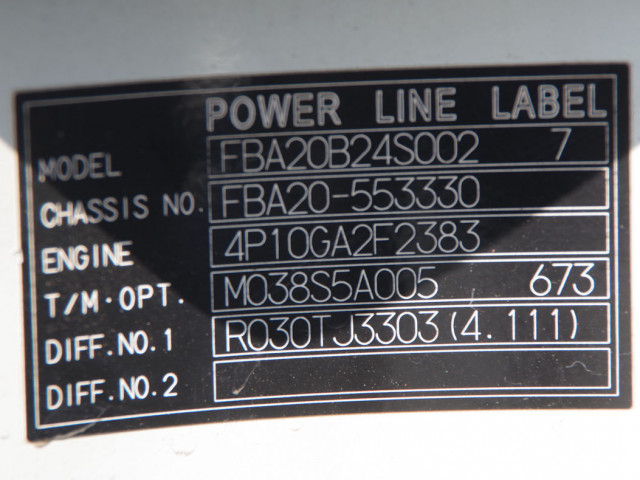 POWER LINE LABEL
MODEL FBA20B24S002 7
CHASSIS NO. FBA20-553330
ENGINE 4P10GA2F2383
T/M·OPT. M038S5A005 673
DIFF.NO.1 R030TJ3303(4.111)
DIFF.NO.2